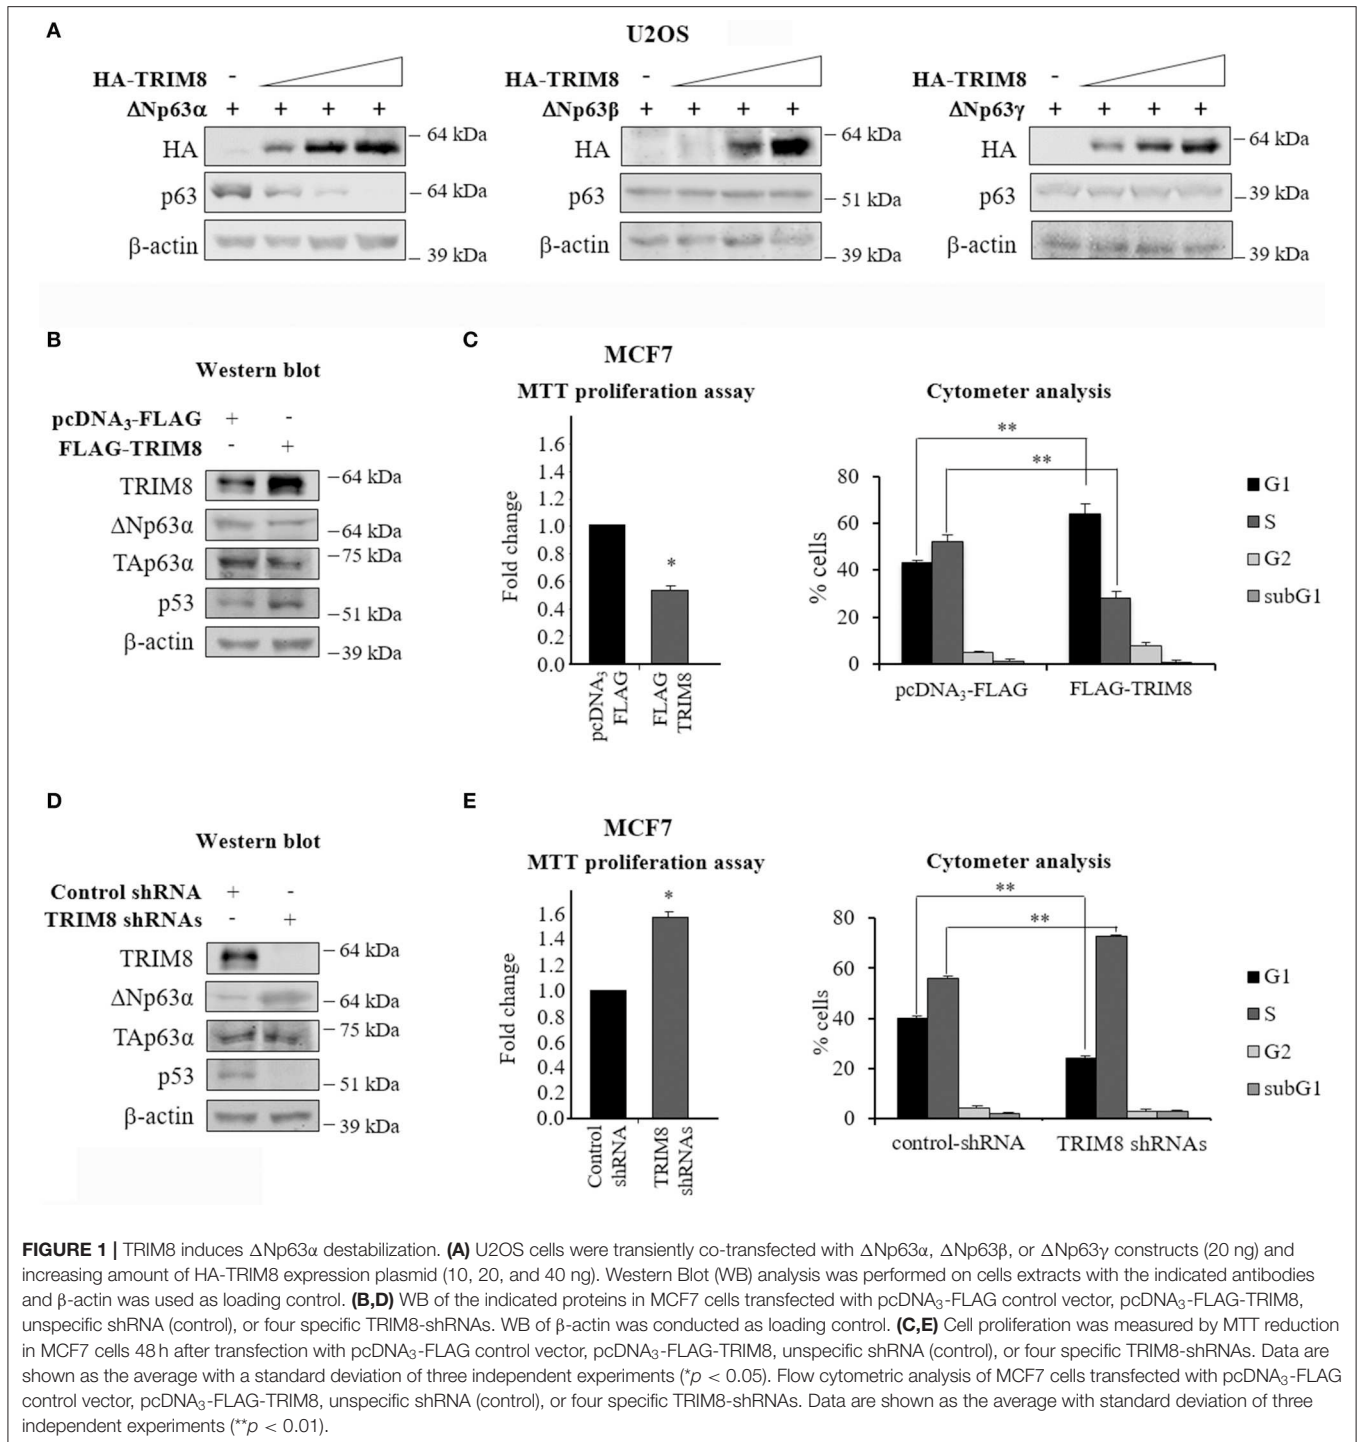 A
U2OS
HA-TRIM8 -
ΔNp63α + + + +
HA – 64 kDa
p63 – 64 kDa
β-actin – 39 kDa
HA-TRIM8 -
ΔNp63β + + + +
HA – 64 kDa
p63 – 51 kDa
β-actin – 39 kDa
HA-TRIM8 -
ΔNp63γ + + + +
HA – 64 kDa
p63 – 39 kDa
β-actin – 39 kDa
B
Western blot
pcDNA₃-FLAG + -
FLAG-TRIM8 - +
TRIM8 –64 kDa
ΔNp63α –64 kDa
TAp63α –75 kDa
p53 –51 kDa
β-actin –39 kDa
C
MCF7
MTT proliferation assay
Fold change
1.6
1.4
1.2
1.0
0.8
0.6
0.4
0.2
0.0
*
pcDNA₃
FLAG
FLAG
TRIM8
Cytometer analysis
**
**
% cells
80
60
40
20
0
pcDNA₃-FLAG FLAG-TRIM8
G1
S
G2
subG1
D
Western blot
Control shRNA + -
TRIM8 shRNAs - +
TRIM8 – 64 kDa
ΔNp63α – 64 kDa
TAp63α – 75 kDa
p53 – 51 kDa
β-actin – 39 kDa
E
MCF7
MTT proliferation assay
Fold change
1.6
1.4
1.2
1.0
0.8
0.6
0.4
0.2
0.0
*
Control
shRNA
TRIM8
shRNAs
Cytometer analysis
**
**
% cells
80
60
40
20
0
control-shRNA TRIM8 shRNAs
G1
S
G2
subG1
FIGURE 1 | TRIM8 induces ΔNp63α destabilization. (A) U2OS cells were transiently co-transfected with ΔNp63α, ΔNp63β, or ΔNp63γ constructs (20 ng) and
increasing amount of HA-TRIM8 expression plasmid (10, 20, and 40 ng). Western Blot (WB) analysis was performed on cells extracts with the indicated antibodies
and β-actin was used as loading control. (B,D) WB of the indicated proteins in MCF7 cells transfected with pcDNA₃-FLAG control vector, pcDNA₃-FLAG-TRIM8,
unspecific shRNA (control), or four specific TRIM8-shRNAs. WB of β-actin was conducted as loading control. (C,E) Cell proliferation was measured by MTT reduction
in MCF7 cells 48 h after transfection with pcDNA₃-FLAG control vector, pcDNA₃-FLAG-TRIM8, unspecific shRNA (control), or four specific TRIM8-shRNAs. Data are
shown as the average with a standard deviation of three independent experiments (*p < 0.05). Flow cytometric analysis of MCF7 cells transfected with pcDNA₃-FLAG
control vector, pcDNA₃-FLAG-TRIM8, unspecific shRNA (control), or four specific TRIM8-shRNAs. Data are shown as the average with standard deviation of three
independent experiments (**p < 0.01).